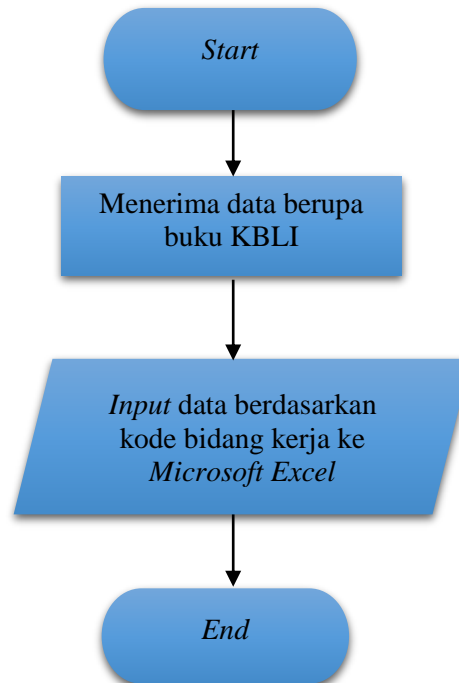 Start
Menerima data berupa
buku KBLI
Input data berdasarkan
kode bidang kerja ke
Microsoft Excel
End